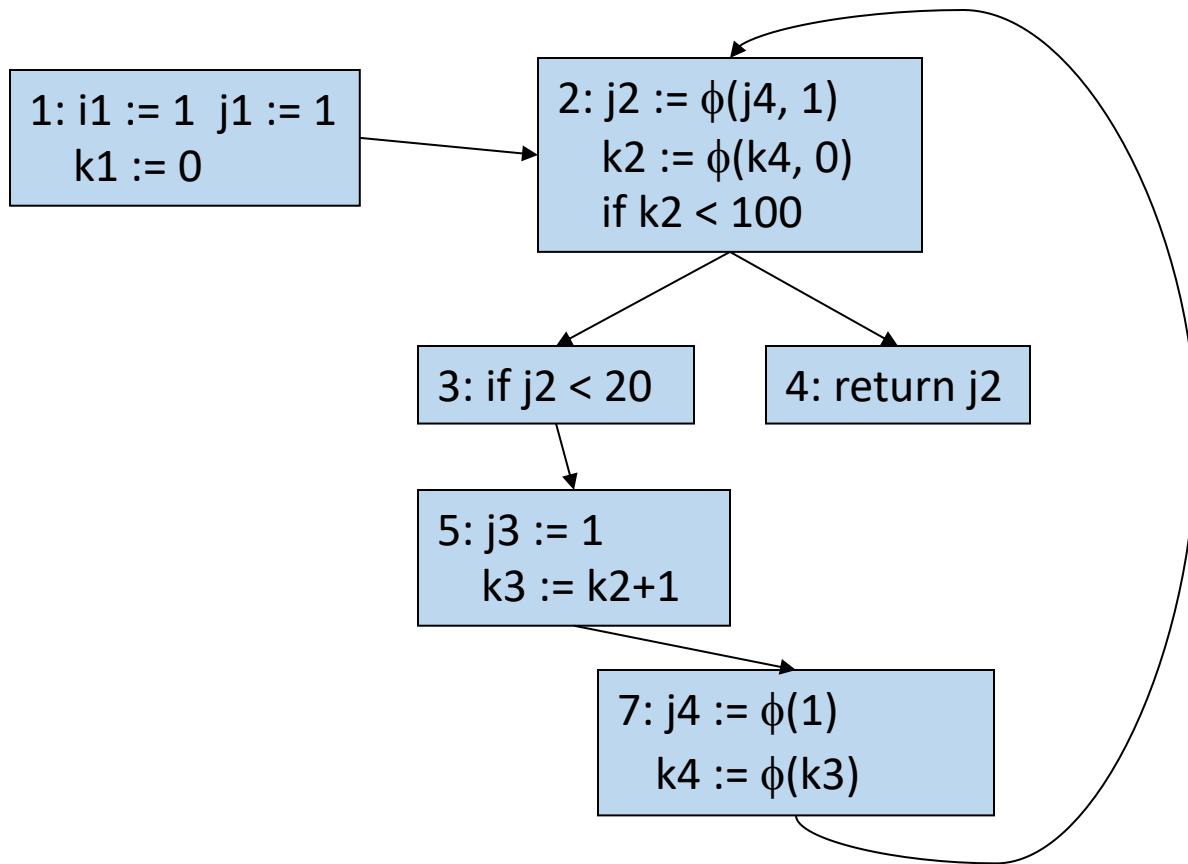 1: i1 := 1 j1 := 1
k1 := 0
2: j2 := ϕ(j4, 1)
k2 := ϕ(k4, 0)
if k2 < 100
3: if j2 < 20
4: return j2
5: j3 := 1
k3 := k2+1
7: j4 := ϕ(1)
k4 := ϕ(k3)